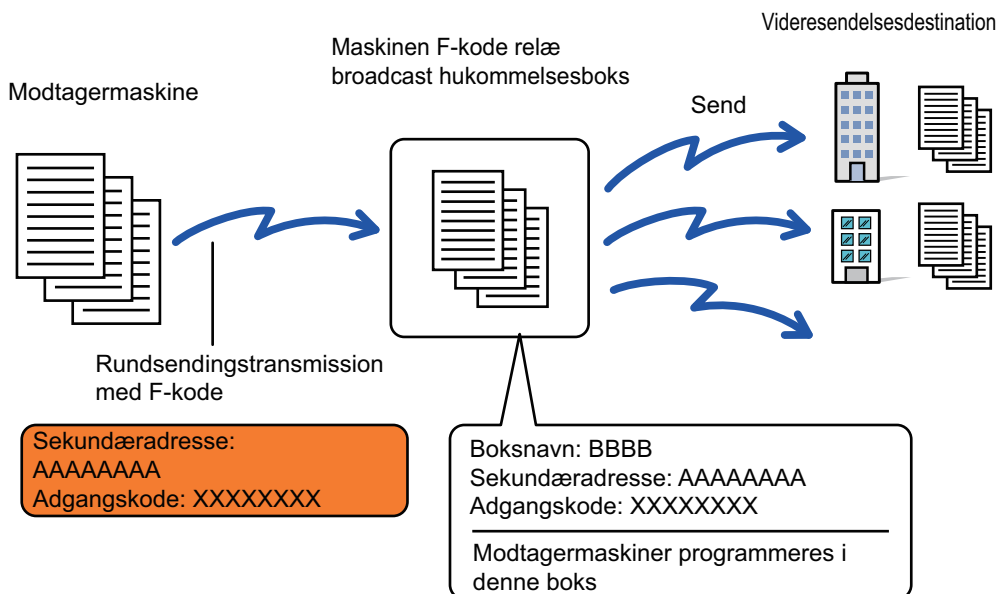 Videresendelsesdestination
Maskinen F-kode relæ
broadcast hukommelsesboks
Modtagermaskine
Send
Rundsendingstransmission
med F-kode
Sekundæradresse:
AAAAAAAA
Adgangskode: XXXXXXXX
Boksnavn: BBBB
Sekundæradresse: AAAAAAAA
Adgangskode: XXXXXXXX
Modtagermaskiner programmeres i
denne boks